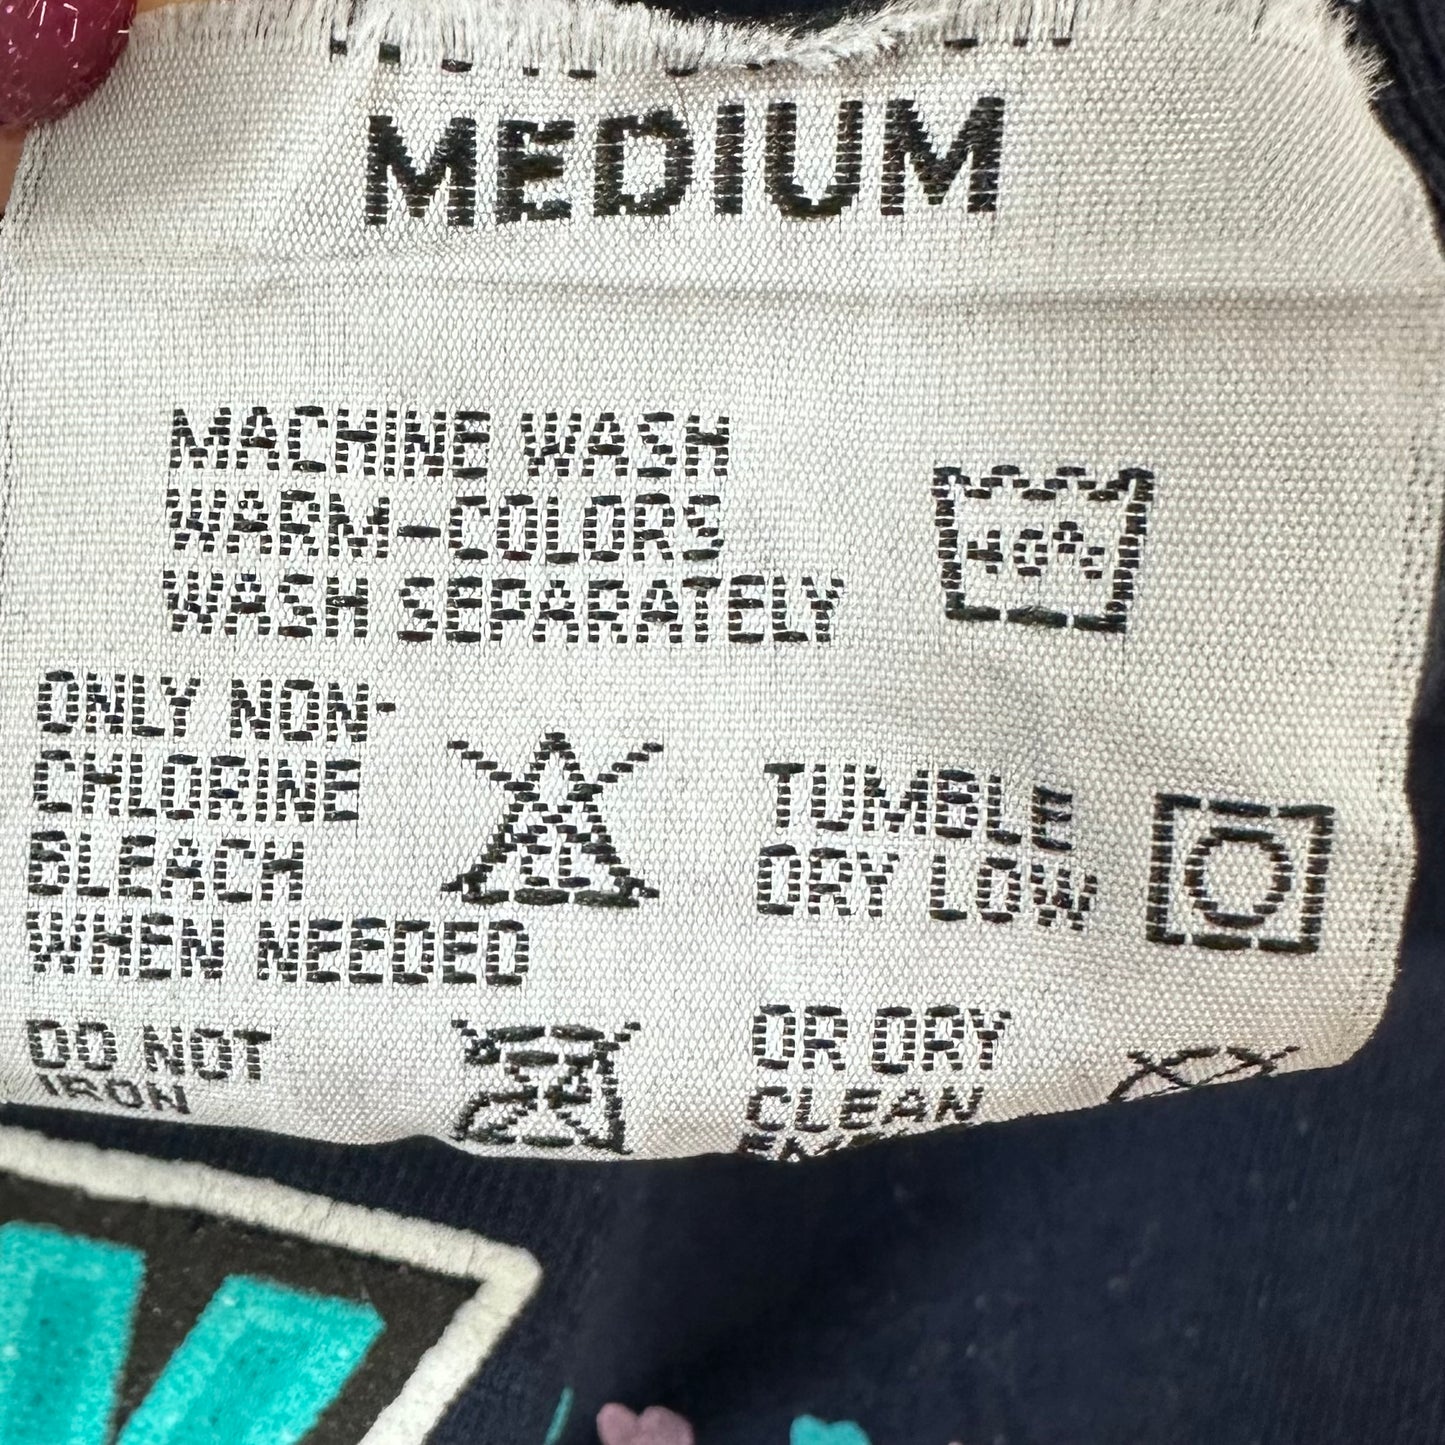 MEDIUM
MACHINE WASH
WARM-COLORS
WASH SEPARATELY
40°
ONLY NON-
CHLORINE
BLEACH
WHEN NEEDED
CL
TUMBLE
DRY LOW
DO NOT
IRON
OR DRY
CLEAN